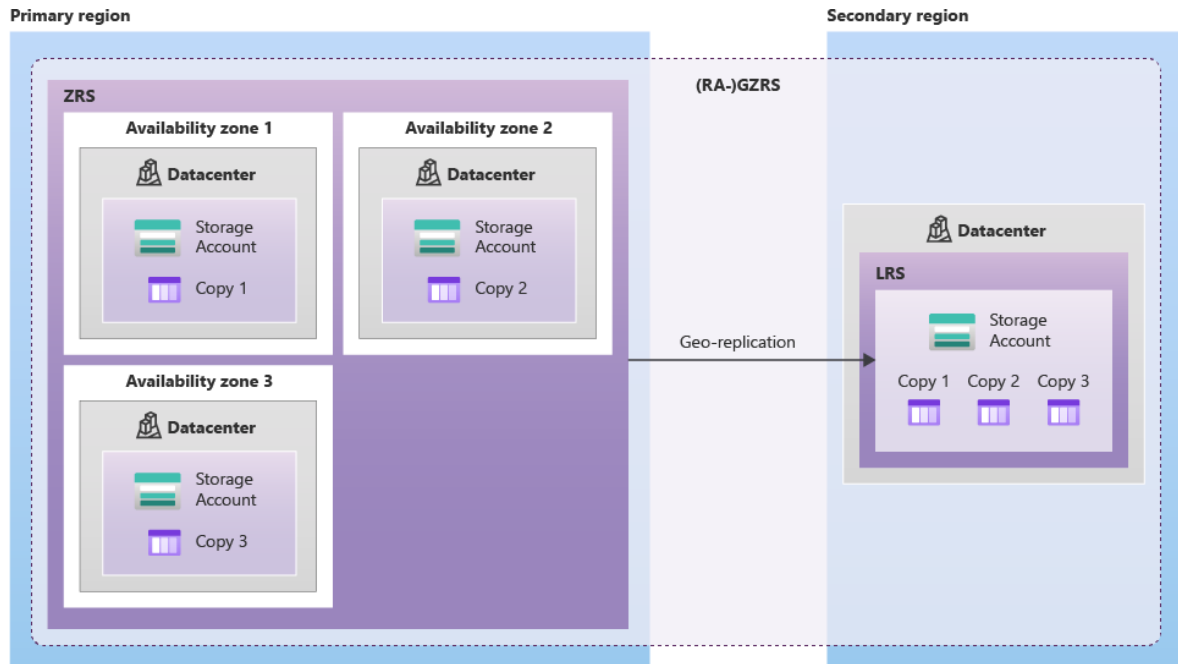 Primary region
Secondary region
(RA-)GZRS
ZRS
Availability zone 1
Datacenter
Storage
Account
Copy 1
Availability zone 2
Datacenter
Storage
Account
Copy 2
Availability zone 3
Datacenter
Storage
Account
Copy 3
Geo-replication
Datacenter
LRS
Storage
Account
Copy 1 Copy 2 Copy 3